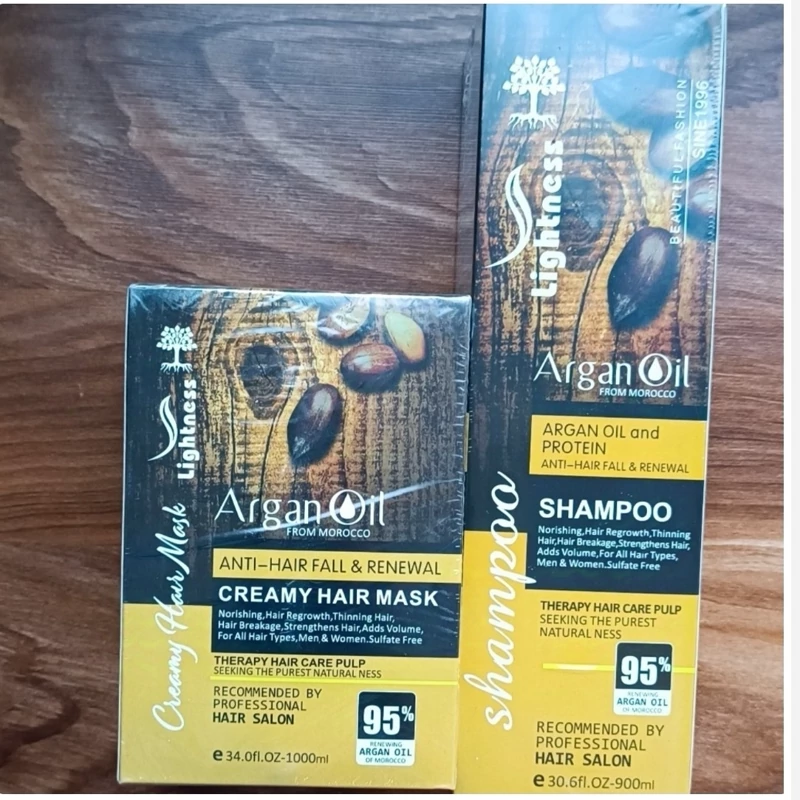 Lightness
Creamy Hair Mask
Argan Oil
FROM MOROCCO
ANTI-HAIR FALL & RENEWAL
CREAMY HAIR MASK
Norishing,Hair Regrowth,Thinning Hair,
Hair Breakage,Strengthens Hair,Adds Volume,
For All Hair Types,Men & Women.Sulfate Free
THERAPY HAIR CARE PULP
SEEKING THE PUREST NATURAL NESS
RECOMMENDED BY
PROFESSIONAL
HAIR SALON
95%
RENEWING
ARGAN OIL
OF MOROCCO
e 34.0fl.OZ-1000ml
Lightness
BEAUTIFUL FASHION
SINE1996
Argan Oil
FROM MOROCCO
ARGAN OIL and
PROTEIN
ANTI-HAIR FALL & RENEWAL
shampoo
SHAMPOO
Norishing,Hair Regrowth,Thinning
Hair,Hair Breakage,Strengthens Hair,
Adds Volume,For All Hair Types,
Men & Women.Sulfate Free
THERAPY HAIR CARE PULP
SEEKING THE PUREST
NATURAL NESS
95%
RENEWING
ARGAN OIL
OF MOROCCO
RECOMMENDED BY
PROFESSIONAL
HAIR SALON
e 30.6fl.OZ-900ml